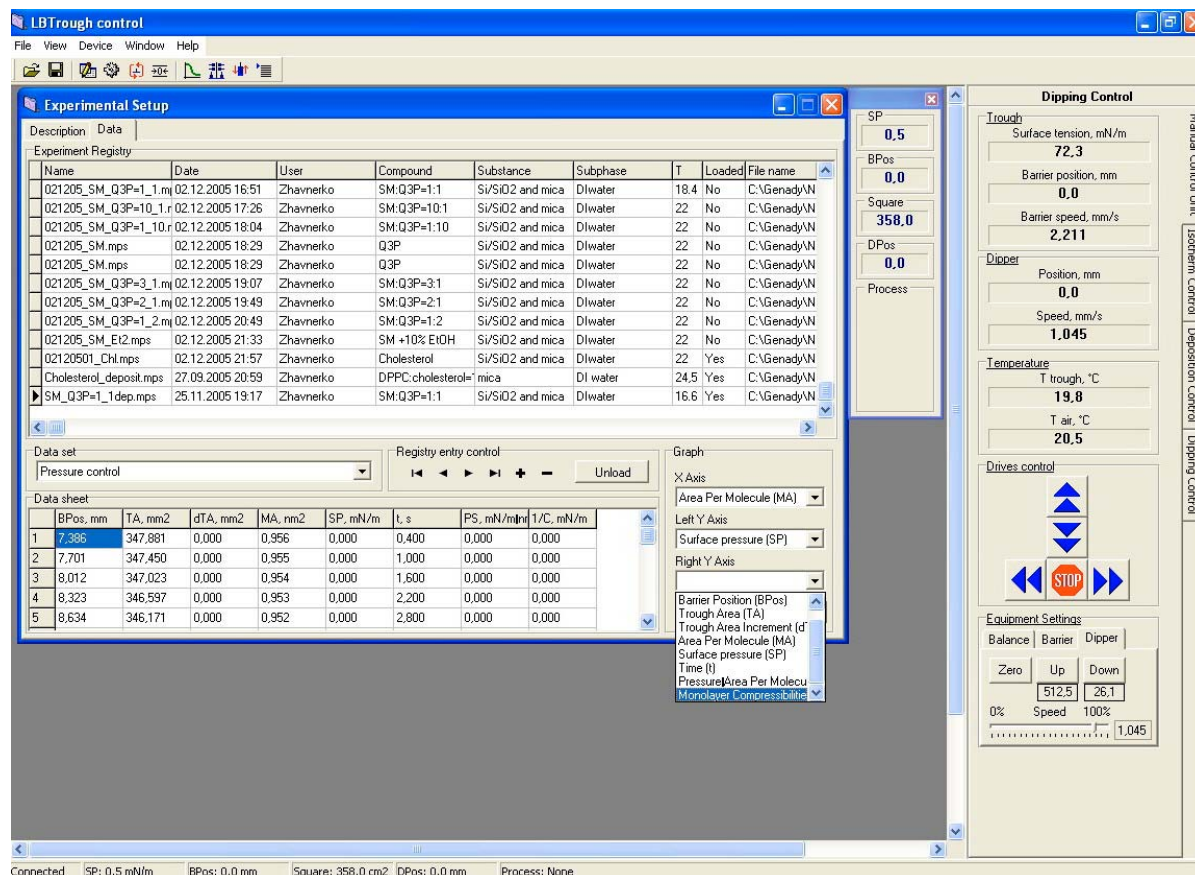 LBTrough control
File View Device Window Help
Experimental Setup
Description Data
Experiment Registry
Name Date User Compound Substance Subphase T Loaded File name
021205_SM_Q3P=1_1.m 02.12.2005 16:51 Zhavnerko SM:Q3P=1:1 Si/SiO2 and mica DIwater 18.4 No C:\Genady\N
021205_SM_Q3P=10_1.r 02.12.2005 17:26 Zhavnerko SM:Q3P=10:1 Si/SiO2 and mica DIwater 22 No C:\Genady\N
021205_SM_Q3P=1_10.r 02.12.2005 18:04 Zhavnerko SM:Q3P=1:10 Si/SiO2 and mica DIwater 22 No C:\Genady\N
021205_SM.mps 02.12.2005 18:29 Zhavnerko Q3P Si/SiO2 and mica DIwater 22 No C:\Genady\N
021205_SM.mps 02.12.2005 18:29 Zhavnerko Q3P Si/SiO2 and mica DIwater 22 No C:\Genady\N
021205_SM_Q3P=3_1.m 02.12.2005 19:07 Zhavnerko SM:Q3P=3:1 Si/SiO2 and mica DIwater 22 No C:\Genady\N
021205_SM_Q3P=2_1.m 02.12.2005 19:49 Zhavnerko SM:Q3P=2:1 Si/SiO2 and mica DIwater 22 No C:\Genady\N
021205_SM_Q3P=1_2.m 02.12.2005 20:49 Zhavnerko SM:Q3P=1:2 Si/SiO2 and mica DIwater 22 No C:\Genady\N
021205_SM_Et2.mps 02.12.2005 21:33 Zhavnerko SM +10% EtOH Si/SiO2 and mica DIwater 22 No C:\Genady\N
02120501_Chl.mps 02.12.2005 21:57 Zhavnerko Cholesterol Si/SiO2 and mica DIwater 22 Yes C:\Genady\N
Cholesterol_deposit.mps 27.09.2005 20:59 Zhavnerko DPPC:cholesterol= mica DI water 24,5 Yes C:\Genady\N
SM_Q3P=1_1dep.mps 25.11.2005 19:17 Zhavnerko SM:Q3P=1:1 Si/SiO2 and mica DIwater 16.6 Yes C:\Genady\N
Data set
Pressure control
Registry entry control
Unload
Data sheet
BPos, mm TA, mm2 dTA, mm2 MA, nm2 SP, mN/m t, s PS, mN/m|nr 1/C, mN/m
1 7,386 347,881 0,000 0,956 0,000 0,400 0,000 0,000
2 7,701 347,450 0,000 0,955 0,000 1,000 0,000 0,000
3 8,012 347,023 0,000 0,954 0,000 1,600 0,000 0,000
4 8,323 346,597 0,000 0,953 0,000 2,200 0,000 0,000
5 8,634 346,171 0,000 0,952 0,000 2,800 0,000 0,000
Graph
X Axis
Area Per Molecule (MA)
Left Y Axis
Surface pressure (SP)
Right Y Axis
Barrier Position (BPos)
Trough Area (TA)
Trough Area Increment (d
Area Per Molecule (MA)
Surface pressure (SP)
Time (t)
Pressure|Area Per Molecu
Monolayer Compressibilitie
SP
0,5
BPos
0,0
Square
358,0
DPos
0,0
Process
Dipping Control
Trough
Surface tension, mN/m
72,3
Barrier position, mm
0,0
Barrier speed, mm/s
2,211
Dipper
Position, mm
0,0
Speed, mm/s
1,045
Temperature
T trough, °C
19,8
T air, °C
20,5
Drives control
STOP
Equipment Settings
Balance Barrier Dipper
Zero Up Down
512,5 26,1
0% Speed 100%
1,045
Manual Control Unit
Isotherm Control
Deposition Control
Dipping Control
Connected SP: 0,5 mN/m BPos: 0,0 mm Square: 358,0 cm2 DPos: 0,0 mm Process: None